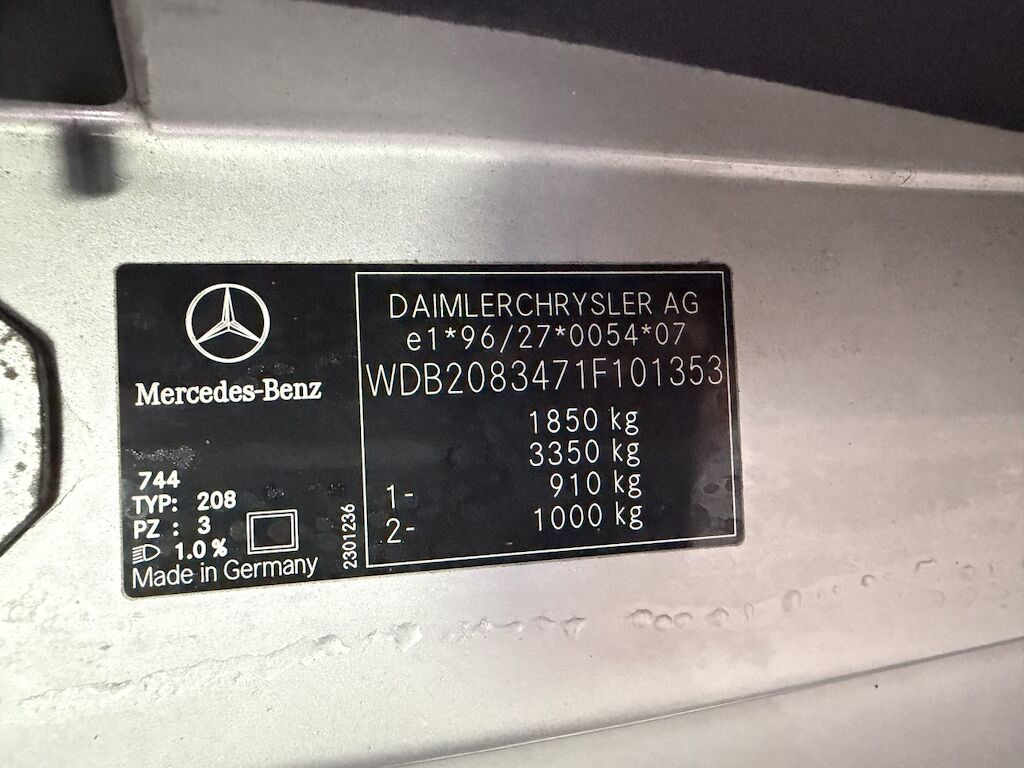 Mercedes-Benz
744
TYP: 208
PZ : 3
1.0 %
Made in Germany
2301236
DAIMLERCHRYSLER AG
e1*96/27*0054*07
WDB2083471F101353
1850 kg
3350 kg
1- 910 kg
2- 1000 kg